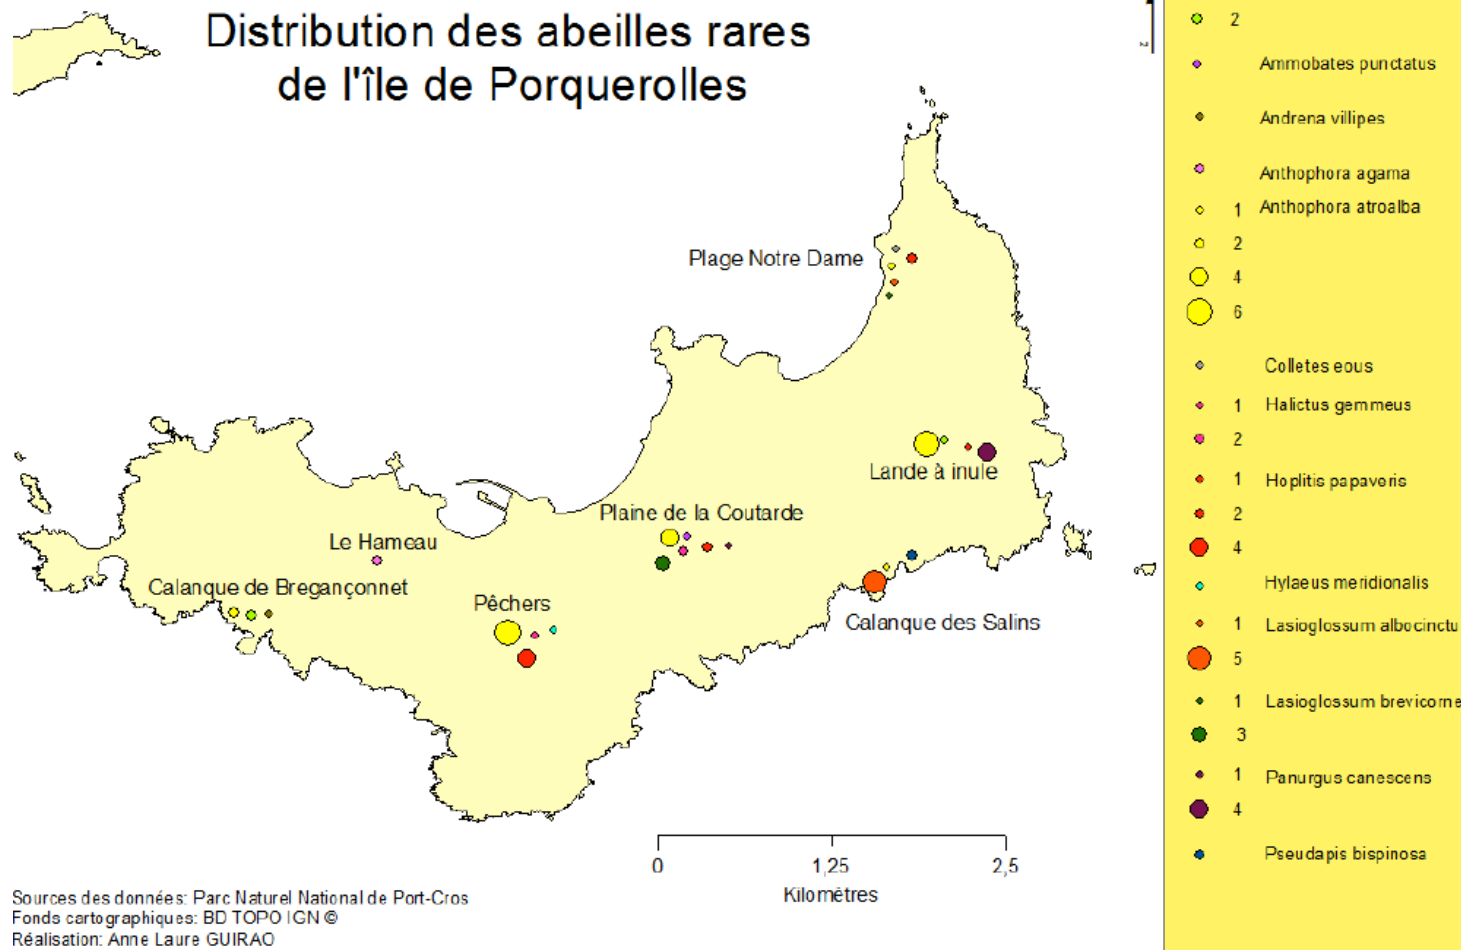 Distribution des abeilles rares
de l'île de Porquerolles
Plage Notre Dame
Lande à inule
Plaine de la Coutarde
Le Hameau
Calanque de Bregançonnet
Pêchers
Calanque des Salins
0
1,25
2,5
Kilomètres
Sources des données: Parc Naturel National de Port-Cros
Fonds cartographiques: BD TOPO IGN ©
Réalisation: Anne Laure GUIRAO
2
Ammobates punctatus
Andrena villipes
Anthophora agama
1 Anthophora atroalba
2
4
6
Colletes eous
1 Halictus gemmeus
2
1 Hoplitis papaveris
2
4
Hylaeus meridionalis
1 Lasioglossum albocinctu
5
1 Lasioglossum brevicorne
3
1 Panurgus canescens
4
Pseudapis bispinosa